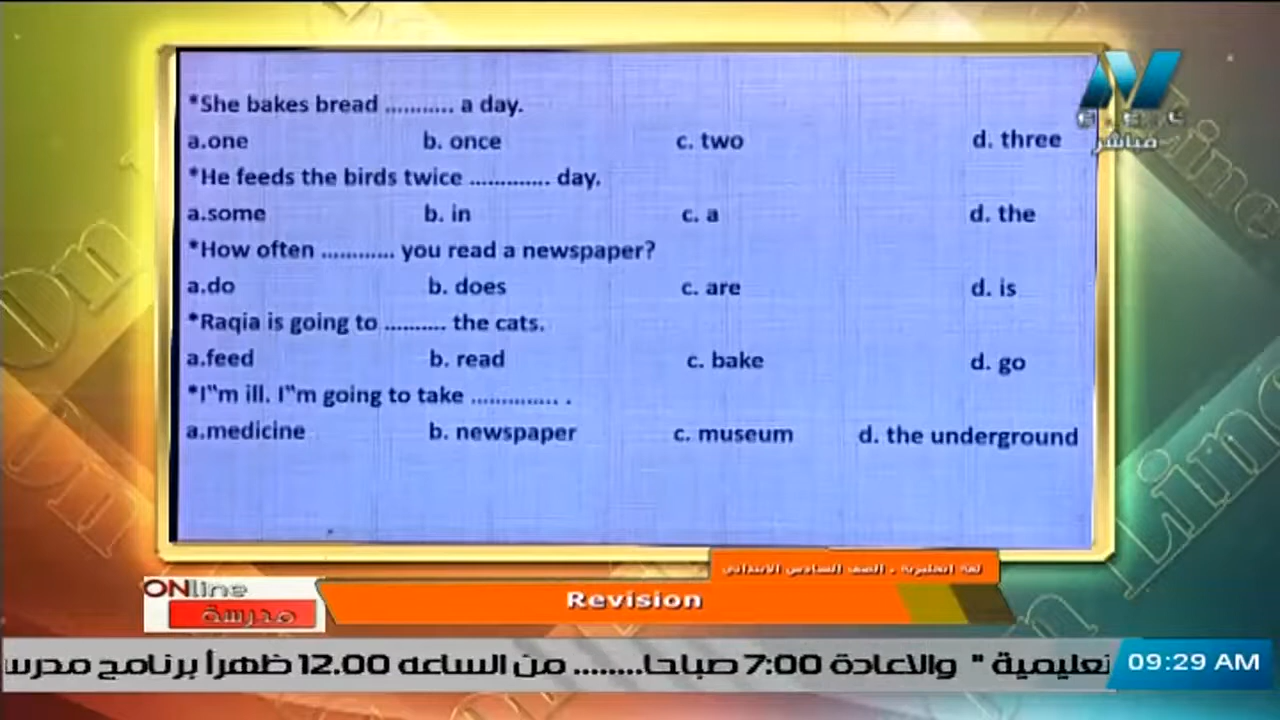 *She bakes bread ........... a day.
a.one b. once c. two d. three
*He feeds the birds twice ............. day.
a.some b. in c. a d. the
*How often ............ you read a newspaper?
a.do b. does c. are d. is
*Raqia is going to .......... the cats.
a.feed b. read c. bake d. go
*I"m ill. I"m going to take .............. .
a.medicine b. newspaper c. museum d. the underground
مباشر
لغة انجليزية - الصف السادس الابتدائي
ONline
مدرسة
Revision
تعليمية " والاعادة 7:00 صباحا........ من الساعه 12.00 ظهراً برنامج مدرس
09:29 AM